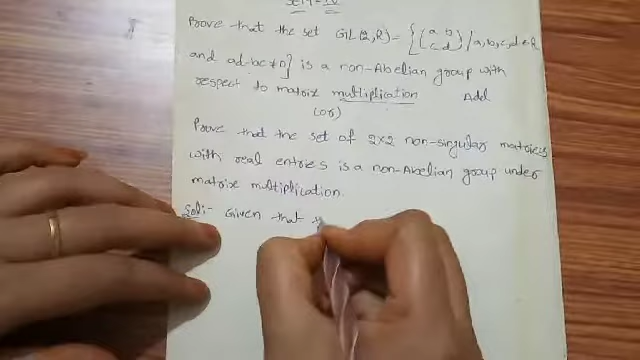 Prove that the set GL(2,R) = { ( a b
c d ) / a,b,c,d ∈ R
and ad-bc≠0} is a non-Abelian group with
respect to matrix multiplication Add
(or)
Prove that the set of 2x2 non-singular matrices
with real entries is a non-Abelian group under
matrix multiplication.
Sol:- Given that